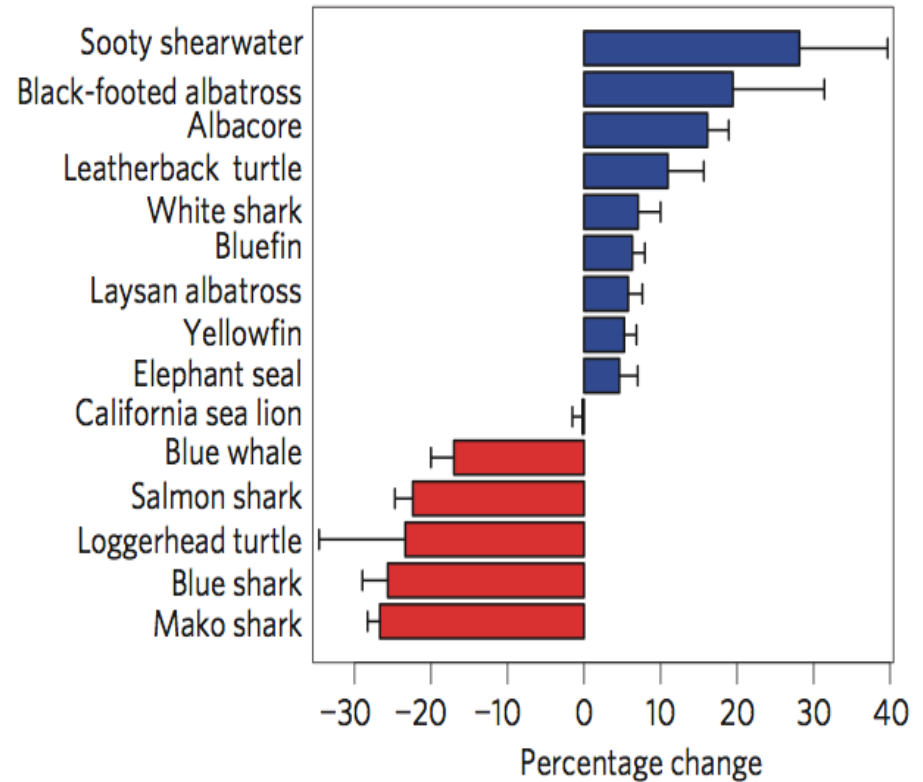 Sooty shearwater
Black-footed albatross
Albacore
Leatherback turtle
White shark
Bluefin
Laysan albatross
Yellowfin
Elephant seal
California sea lion
Blue whale
Salmon shark
Loggerhead turtle
Blue shark
Mako shark
−30 −20 −10 0 10 20 30 40
Percentage change